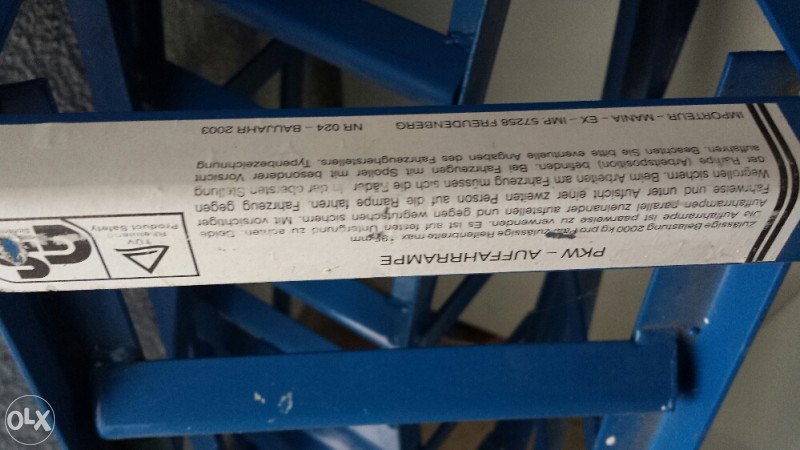 PKW – AUFFAHRRAMPE
Zulässige Belastung 2000 kg pro zulässige Reifenbreite max 195 mm
Die Auffahrrampe ist paarweise zu verwenden. Es ist auf festen Untergrund zu achten. Beide
Auffahrrampen parallel zueinander aufstellen und gegen wegrutschen sichern. Mit vorsichtiger
Fahrweise und unter Aufsicht einer zweiten Person auf die Rampe fahren. Fahrzeug gegen
Wegrollen sichern. Beim Arbeiten am Fahrzeug müssen sich die Räder in der obersten Stellung
der Rampe (Arbeitsposition) befinden. Bei Fahrzeugen mit Spoiler mit besonderer Vorsicht
auffahren. Beachten Sie bitte eventuelle Angaben des Fahrzeugherstellers. Typenbezeichnung
IMPORTEUR – MANIA – EX – IMP. 57258 FREUDENBERG NR 024 – BAUJAHR 2003
TÜV
Rheinland
Product Safety
GS
OLX